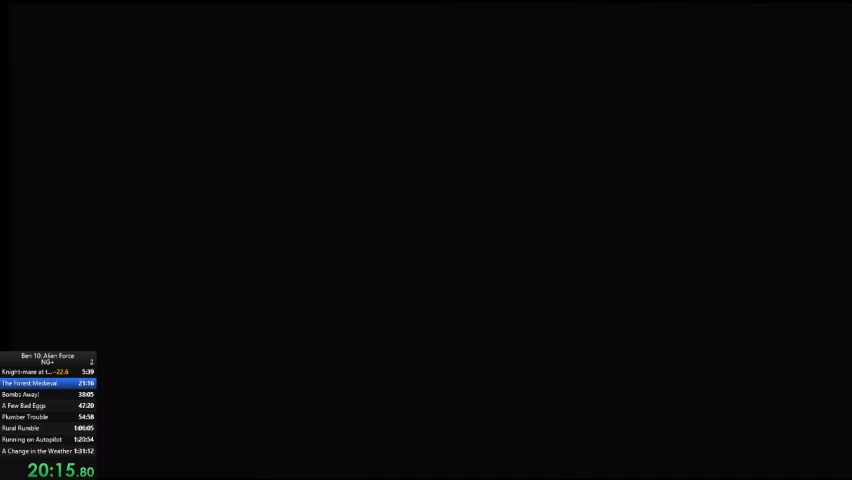 Ben 10: Alien Force
NG+ 2
Knight-mare at t... -22.6 5:39
The Forest Medieval 21:16
Bombs Away! 38:05
A Few Bad Eggs 47:20
Plumber Trouble 54:58
Rural Rumble 1:06:05
Running on Autopilot 1:20:54
A Change in the Weather 1:31:12
20:15.80